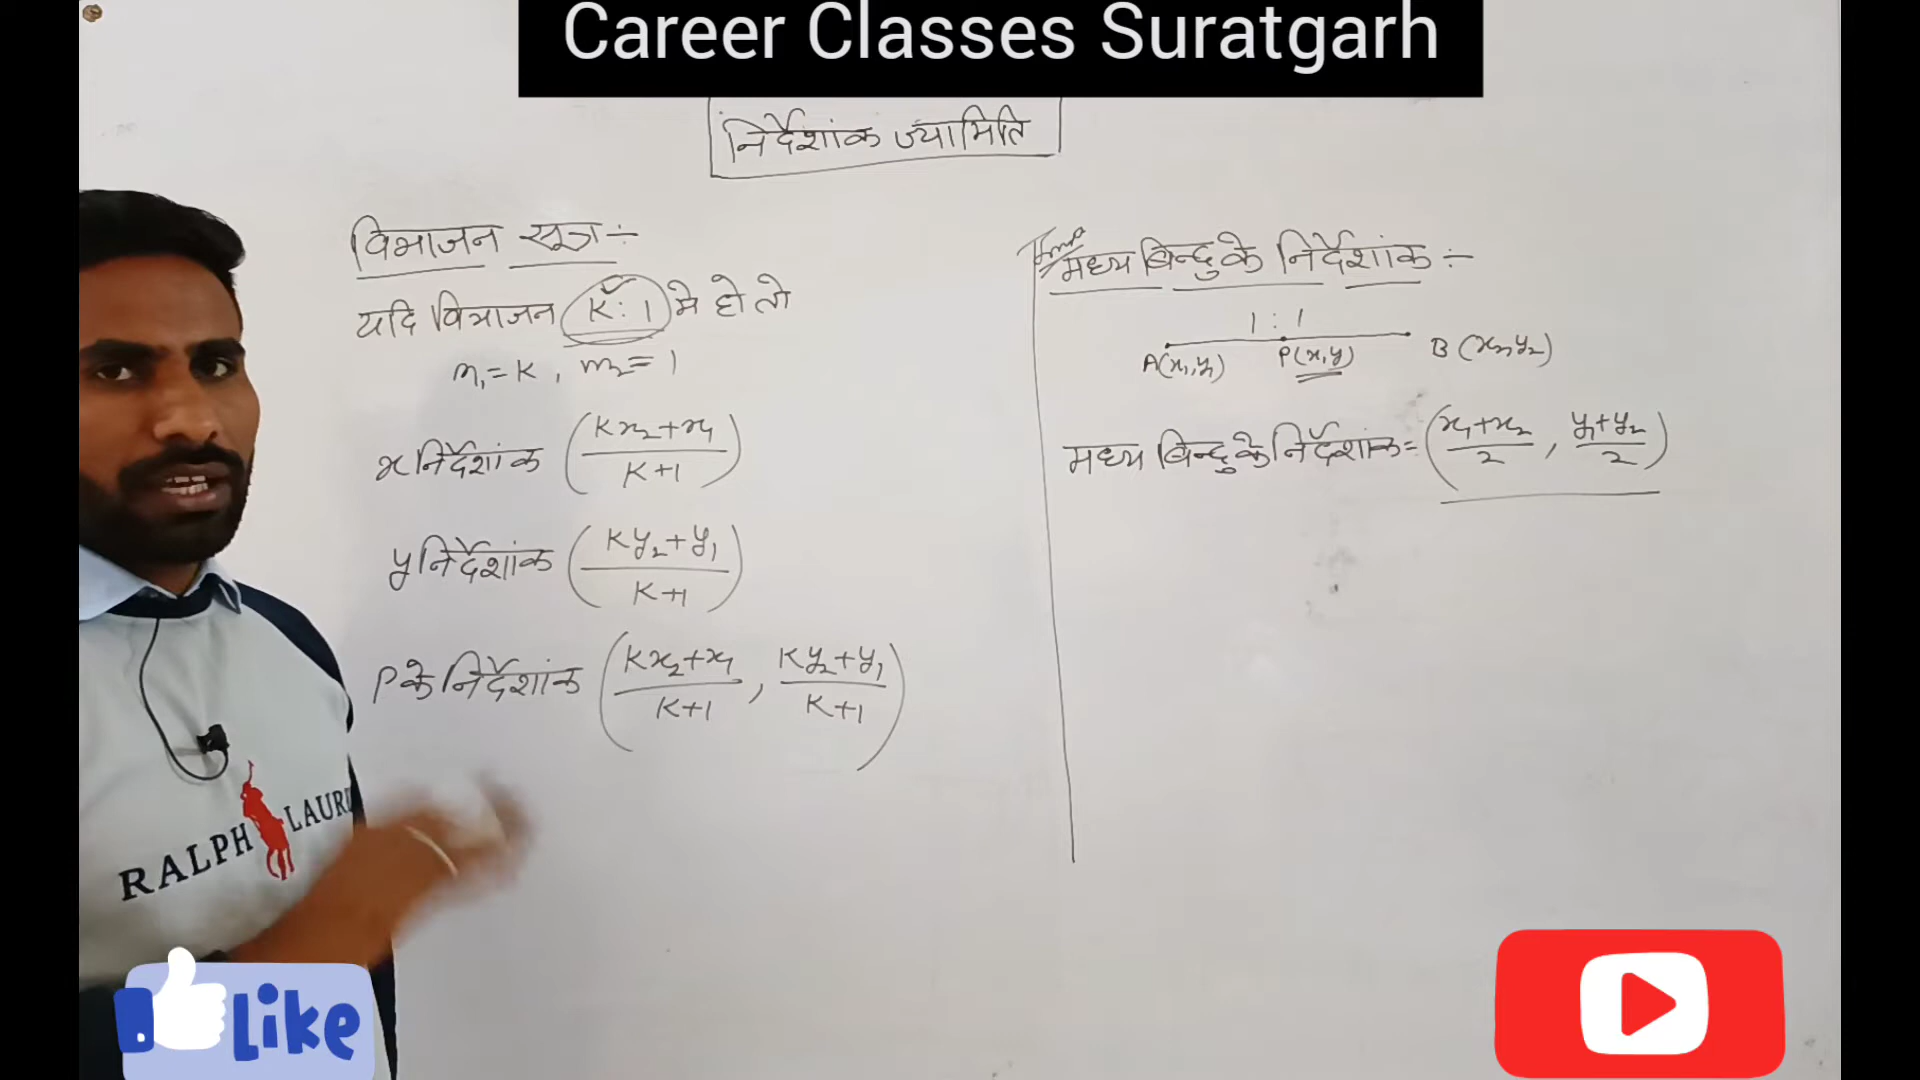 Career Classes Suratgarh
निर्देशांक ज्यामिति
विभाजन सूत्र :-
यदि विभाजन K : 1 मे हो तो
m₁ = K , m₂ = 1
x निर्देशांक ( Kx₂+x₁ / K+1 )
y निर्देशांक ( Ky₂+y₁ / K+1 )
P के निर्देशांक ( Kx₂+x₁ / K+1 , Ky₂+y₁ / K+1 )
Imp
मध्य बिन्दु के निर्देशांक :-
1 : 1
A(x₁,y₁) P(x,y) B(x₂,y₂)
मध्य बिन्दु के निर्देशांक = ( x₁+x₂ / 2 , y₁+y₂ / 2 )
RALPH LAURE
like